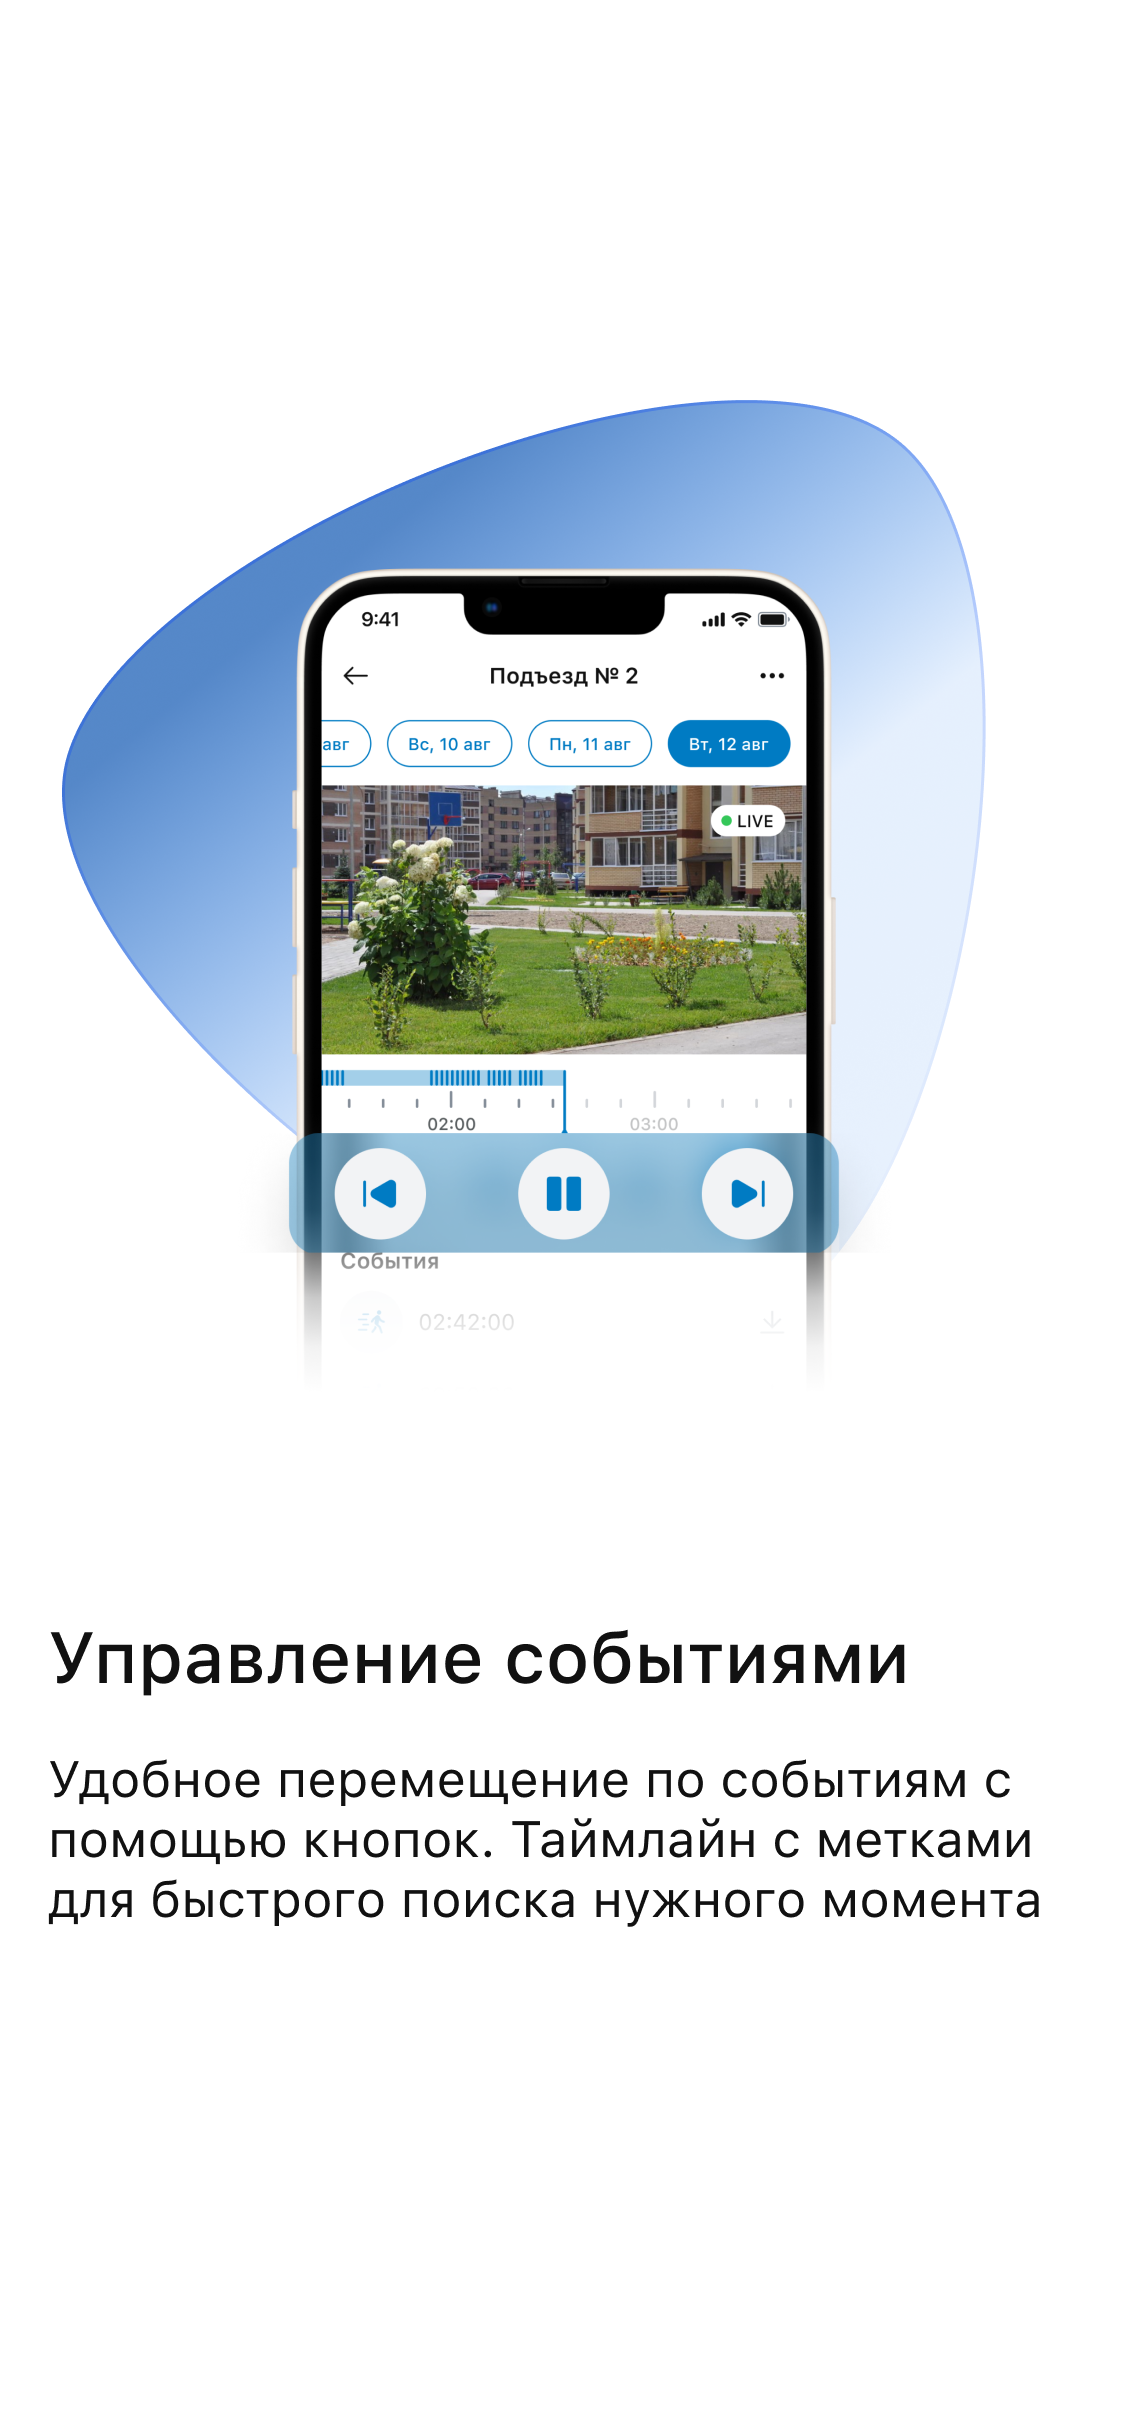 9:41
Подъезд № 2
авг
Вс, 10 авг
Пн, 11 авг
Вт, 12 авг
LIVE
02:00
03:00
События
02:42:00
Управление событиями
Удобное перемещение по событиям с
помощью кнопок. Таймлайн с метками
для быстрого поиска нужного момента